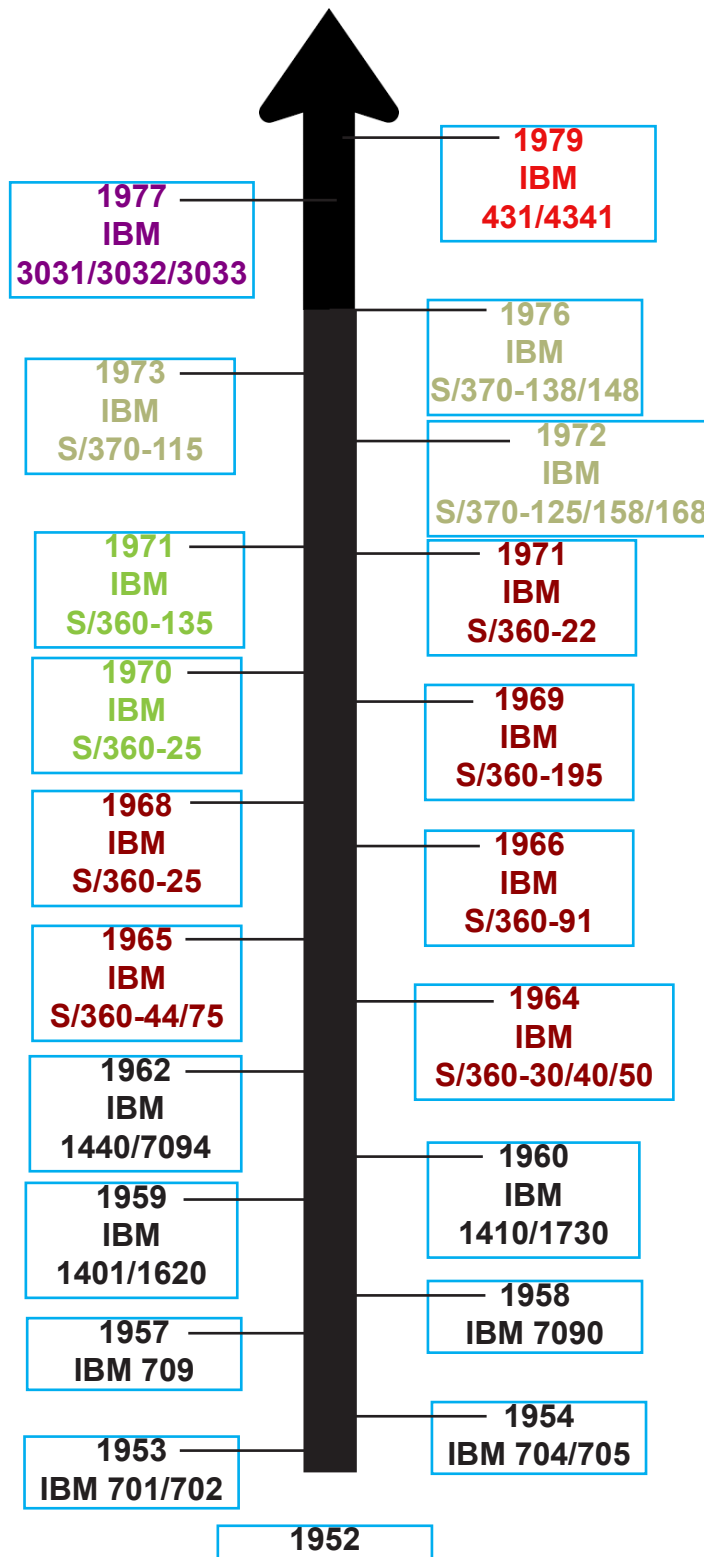 1979
IBM
431/4341
1977
IBM
3031/3032/3033
1976
IBM
S/370-138/148
1973
IBM
S/370-115
1972
IBM
S/370-125/158/168
1971
IBM
S/360-135
1971
IBM
S/360-22
1970
IBM
S/360-25
1969
IBM
S/360-195
1968
IBM
S/360-25
1966
IBM
S/360-91
1965
IBM
S/360-44/75
1964
IBM
S/360-30/40/50
1962
IBM
1440/7094
1960
IBM
1410/1730
1959
IBM
1401/1620
1958
IBM 7090
1957
IBM 709
1954
IBM 704/705
1953
IBM 701/702
1952